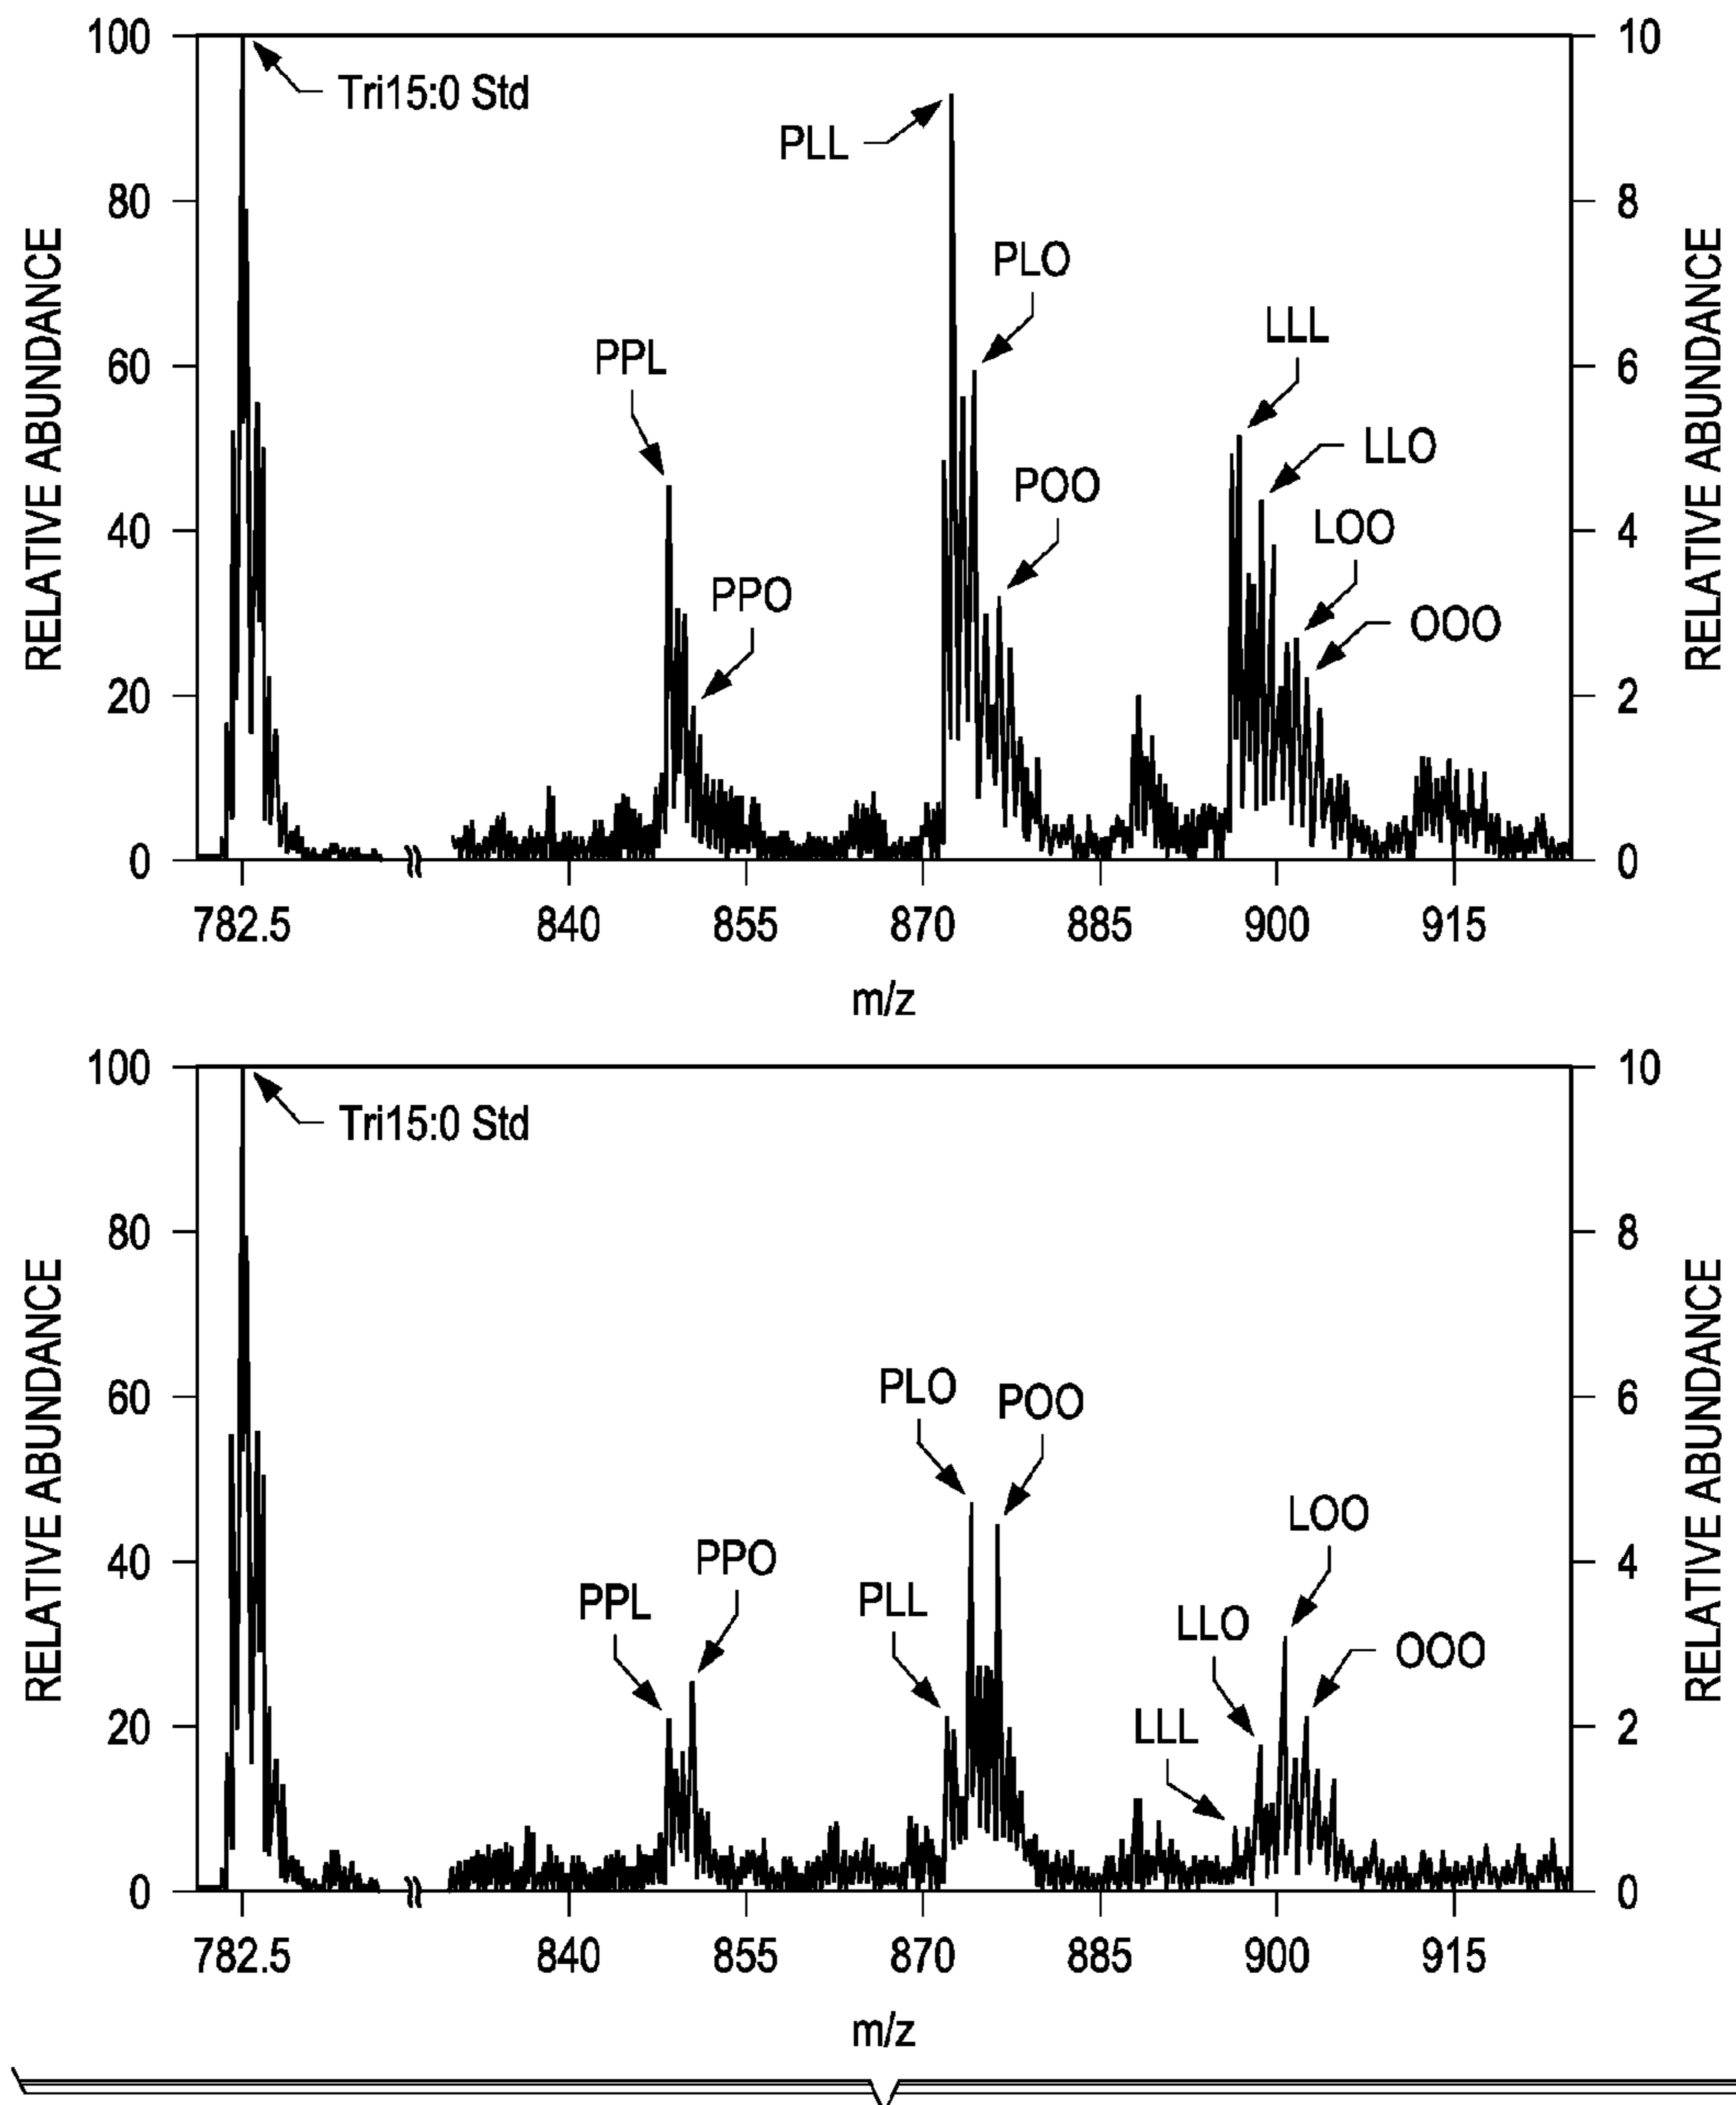 100
80
60
40
20
0
RELATIVE ABUNDANCE
Tri15:0 Std
PPL
PPO
PLL
PLO
POO
LLL
LLO
LOO
OOO
10
8
6
4
2
0
RELATIVE ABUNDANCE
782.5 840 855 870 885 900 915
m/z
100
80
60
40
20
0
RELATIVE ABUNDANCE
Tri15:0 Std
PPL
PPO
PLL
PLO
POO
LLL
LLO
LOO
OOO
10
8
6
4
2
0
RELATIVE ABUNDANCE
782.5 840 855 870 885 900 915
m/z